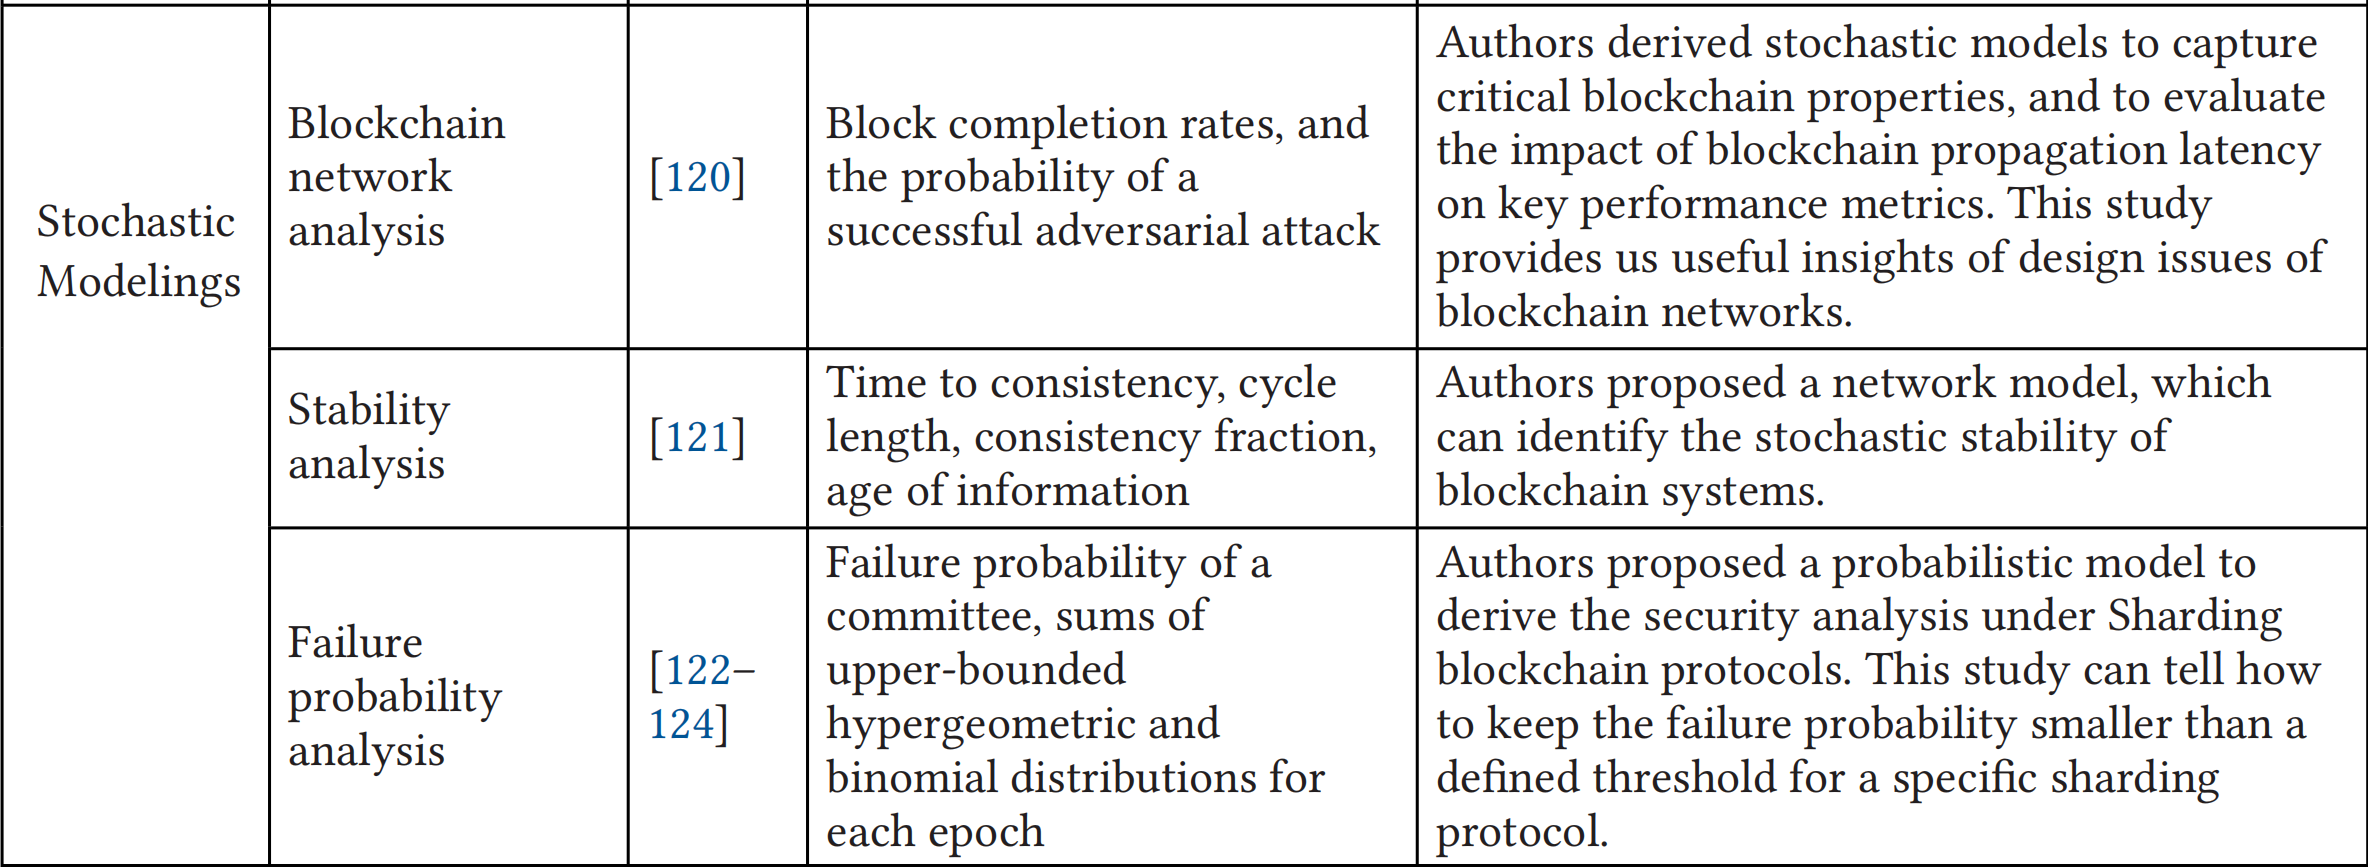 Stochastic
Modelings
Blockchain
network
analysis
[120]
Block completion rates, and
the probability of a
successful adversarial attack
Authors derived stochastic models to capture
critical blockchain properties, and to evaluate
the impact of blockchain propagation latency
on key performance metrics. This study
provides us useful insights of design issues of
blockchain networks.
Stability
analysis
[121]
Time to consistency, cycle
length, consistency fraction,
age of information
Authors proposed a network model, which
can identify the stochastic stability of
blockchain systems.
Failure
probability
analysis
[122–
124]
Failure probability of a
committee, sums of
upper-bounded
hypergeometric and
binomial distributions for
each epoch
Authors proposed a probabilistic model to
derive the security analysis under Sharding
blockchain protocols. This study can tell how
to keep the failure probability smaller than a
defined threshold for a specific sharding
protocol.